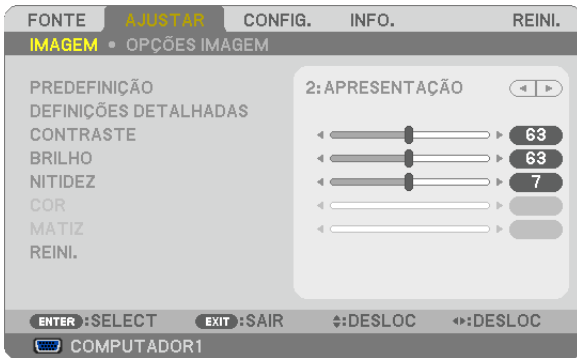 FONTE AJUSTAR CONFIG. INFO. REINI.
IMAGEM • OPÇÕES IMAGEM
PREDEFINIÇÃO 2:APRESENTAÇÃO
DEFINIÇÕES DETALHADAS
CONTRASTE 63
BRILHO 63
NITIDEZ 7
COR
MATIZ
REINI.
ENTER :SELECT EXIT :SAIR :DESLOC :DESLOC
COMPUTADOR1